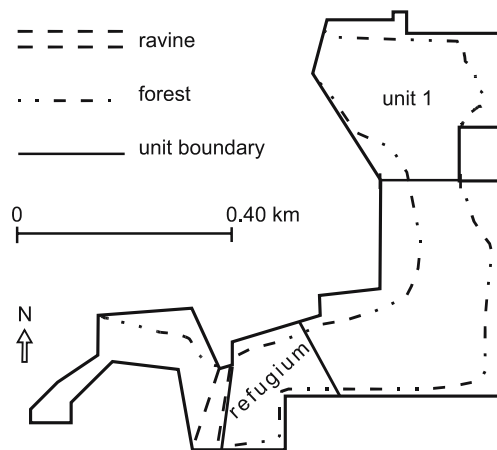 ravine
forest
unit boundary
0 0.40 km
unit 1
N
refugium